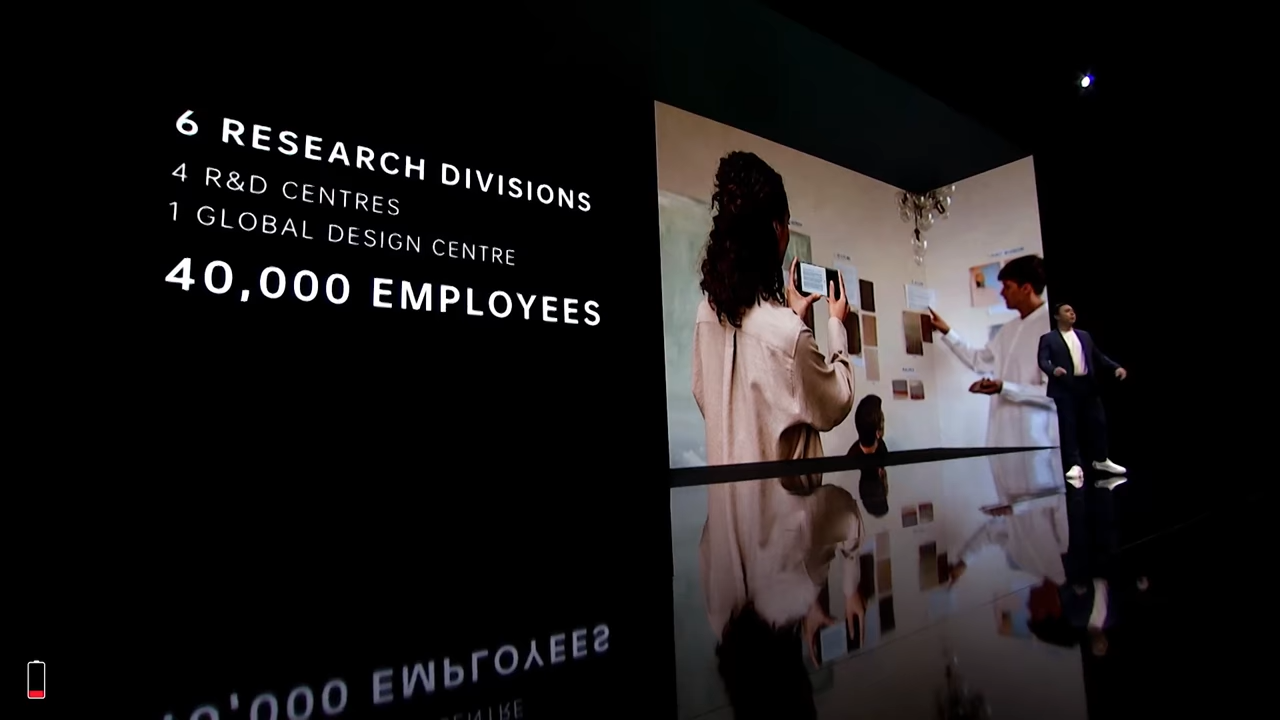 6 RESEARCH DIVISIONS
4 R&D CENTRES
1 GLOBAL DESIGN CENTRE
40,000 EMPLOYEES